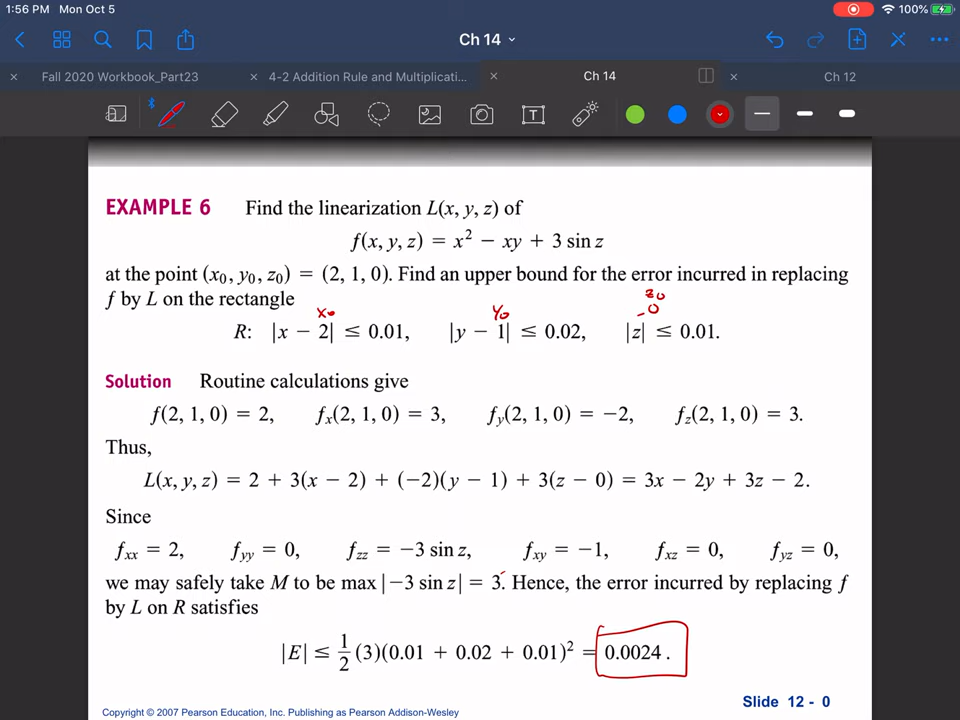 1:56 PM Mon Oct 5 100%
Ch 14
Fall 2020 Workbook_Part23 4-2 Addition Rule and Multiplicati... Ch 14 Ch 12
T
EXAMPLE 6 Find the linearization L(x, y, z) of
f(x, y, z) = x² − xy + 3 sin z
at the point (x₀, y₀, z₀) = (2, 1, 0). Find an upper bound for the error incurred in replacing
f by L on the rectangle
x₀ y₀ z₀
-0
R: |x − 2| ≤ 0.01, |y − 1| ≤ 0.02, |z| ≤ 0.01.
Solution Routine calculations give
f(2, 1, 0) = 2, fₓ(2, 1, 0) = 3, f_y(2, 1, 0) = −2, f_z(2, 1, 0) = 3.
Thus,
L(x, y, z) = 2 + 3(x − 2) + (−2)(y − 1) + 3(z − 0) = 3x − 2y + 3z − 2.
Since
f_xx = 2, f_yy = 0, f_zz = −3 sin z, f_xy = −1, f_xz = 0, f_yz = 0,
we may safely take M to be max |−3 sin z| = 3. Hence, the error incurred by replacing f
by L on R satisfies
|E| ≤ 1/2 (3)(0.01 + 0.02 + 0.01)² = 0.0024.
Slide 12 - 0
Copyright © 2007 Pearson Education, Inc. Publishing as Pearson Addison-Wesley